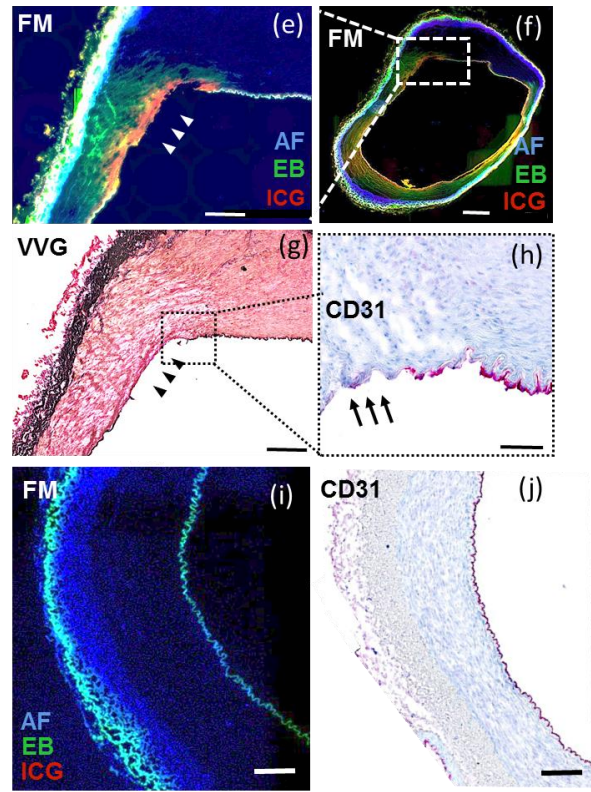 FM (e)
AF
EB
ICG
FM (f)
AF
EB
ICG
VVG (g)
(h)
CD31
FM (i)
AF
EB
ICG
CD31 (j)